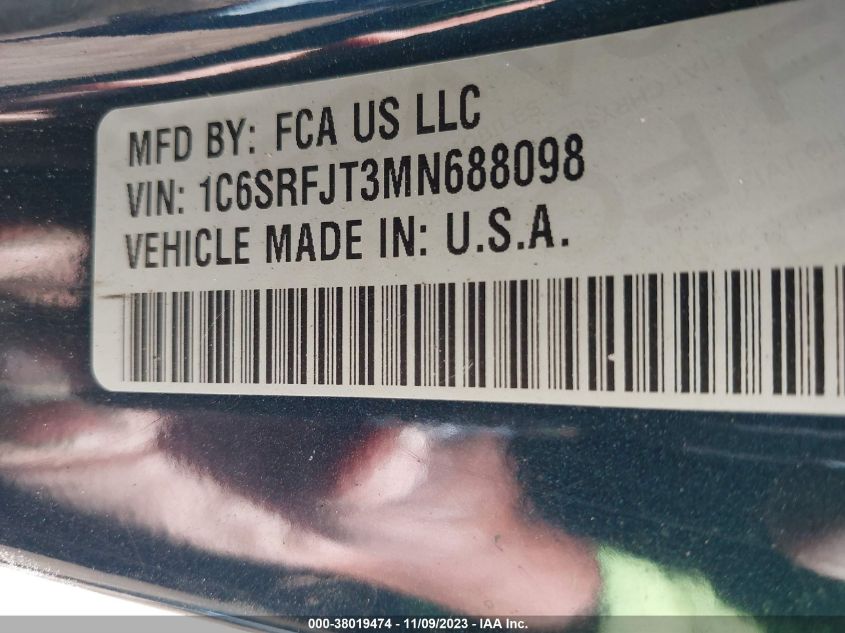 MFD BY: FCA US LLC
VIN: 1C6SRFJT3MN688098
VEHICLE MADE IN: U.S.A.
000-38019474 - 11/09/2023 - IAA Inc.